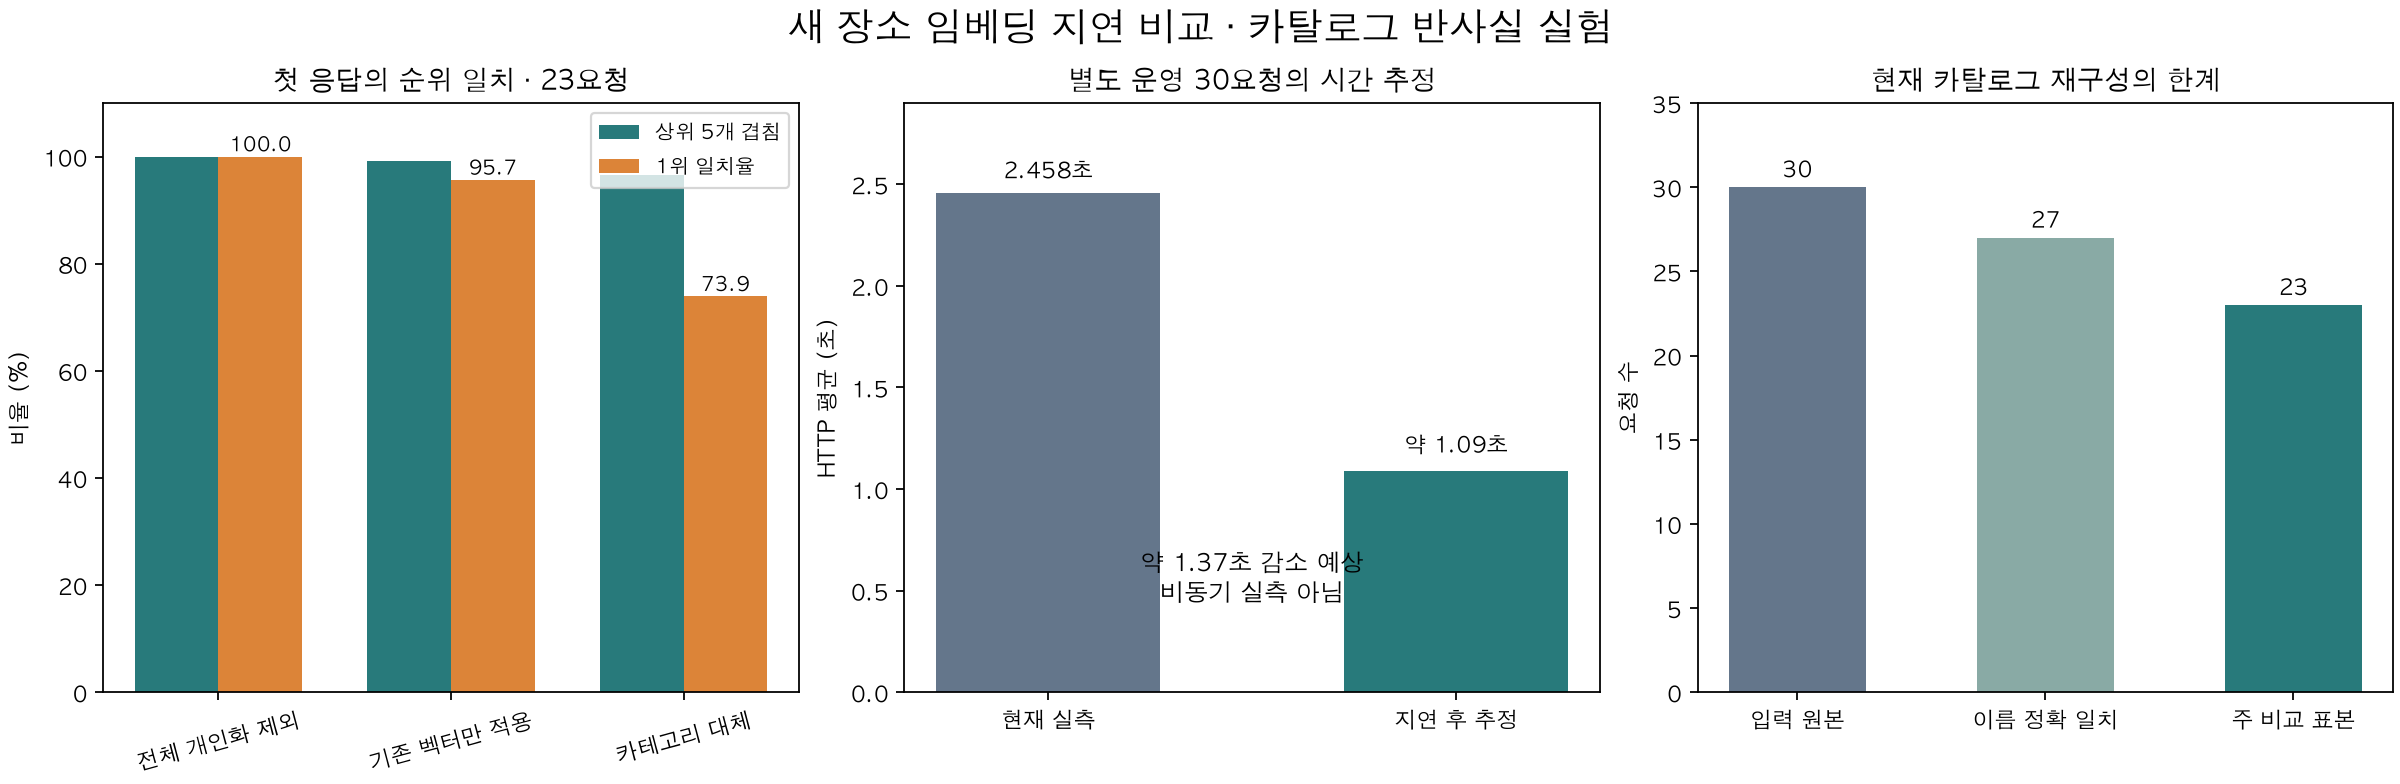 새 장소 임베딩 지연 비교 · 카탈로그 반사실 실험
첫 응답의 순위 일치 · 23요청
비율 (%)
100
80
60
40
20
0
상위 5개 겹침
1위 일치율
100.0
95.7
73.9
전체 개인화 제외
기존 벡터만 적용
카테고리 대체
별도 운영 30요청의 시간 추정
HTTP 평균 (초)
2.5
2.0
1.5
1.0
0.5
0.0
2.458초
약 1.09초
약 1.37초 감소 예상
비동기 실측 아님
현재 실측
지연 후 추정
현재 카탈로그 재구성의 한계
요청 수
35
30
25
20
15
10
5
0
30
27
23
입력 원본
이름 정확 일치
주 비교 표본